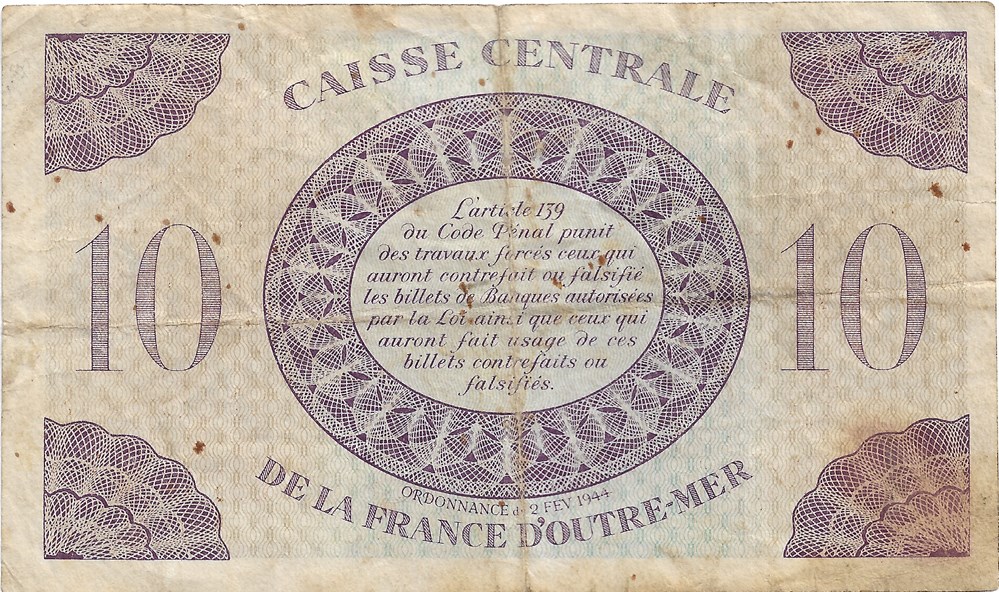 CAISSE CENTRALE
L'article 139
du Code Pénal punit
des travaux forcés ceux qui
auront contrefait ou falsifié
les billets de Banques autorisées
par la Loi ainsi que ceux qui
auront fait usage de ces
billets contrefaits ou
falsifiés.
10
10
ORDONNANCE d. 2 FEV 1944
DE LA FRANCE D'OUTRE-MER